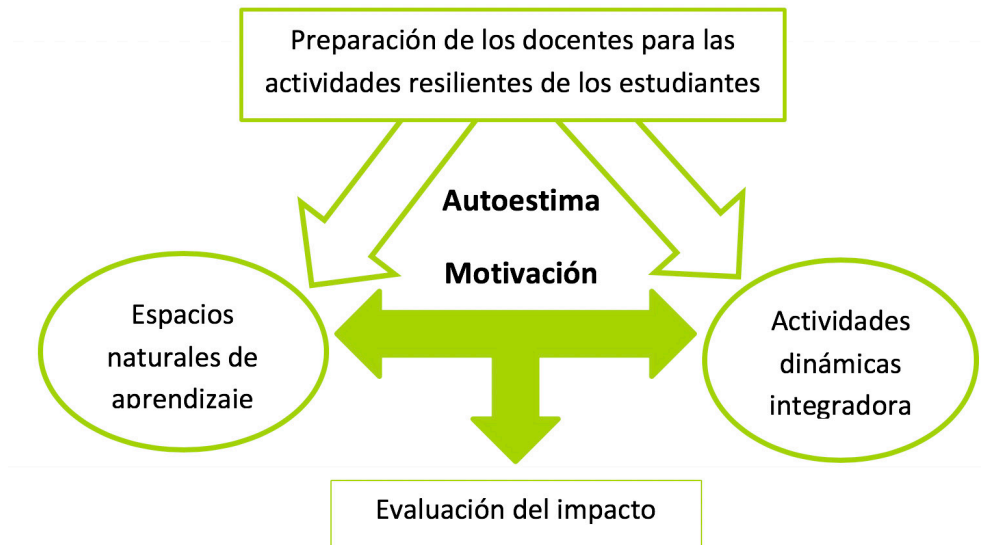 Preparación de los docentes para las
actividades resilientes de los estudiantes
Autoestima
Motivación
Espacios
naturales de
aprendizaje
Actividades
dinámicas
integradora
Evaluación del impacto